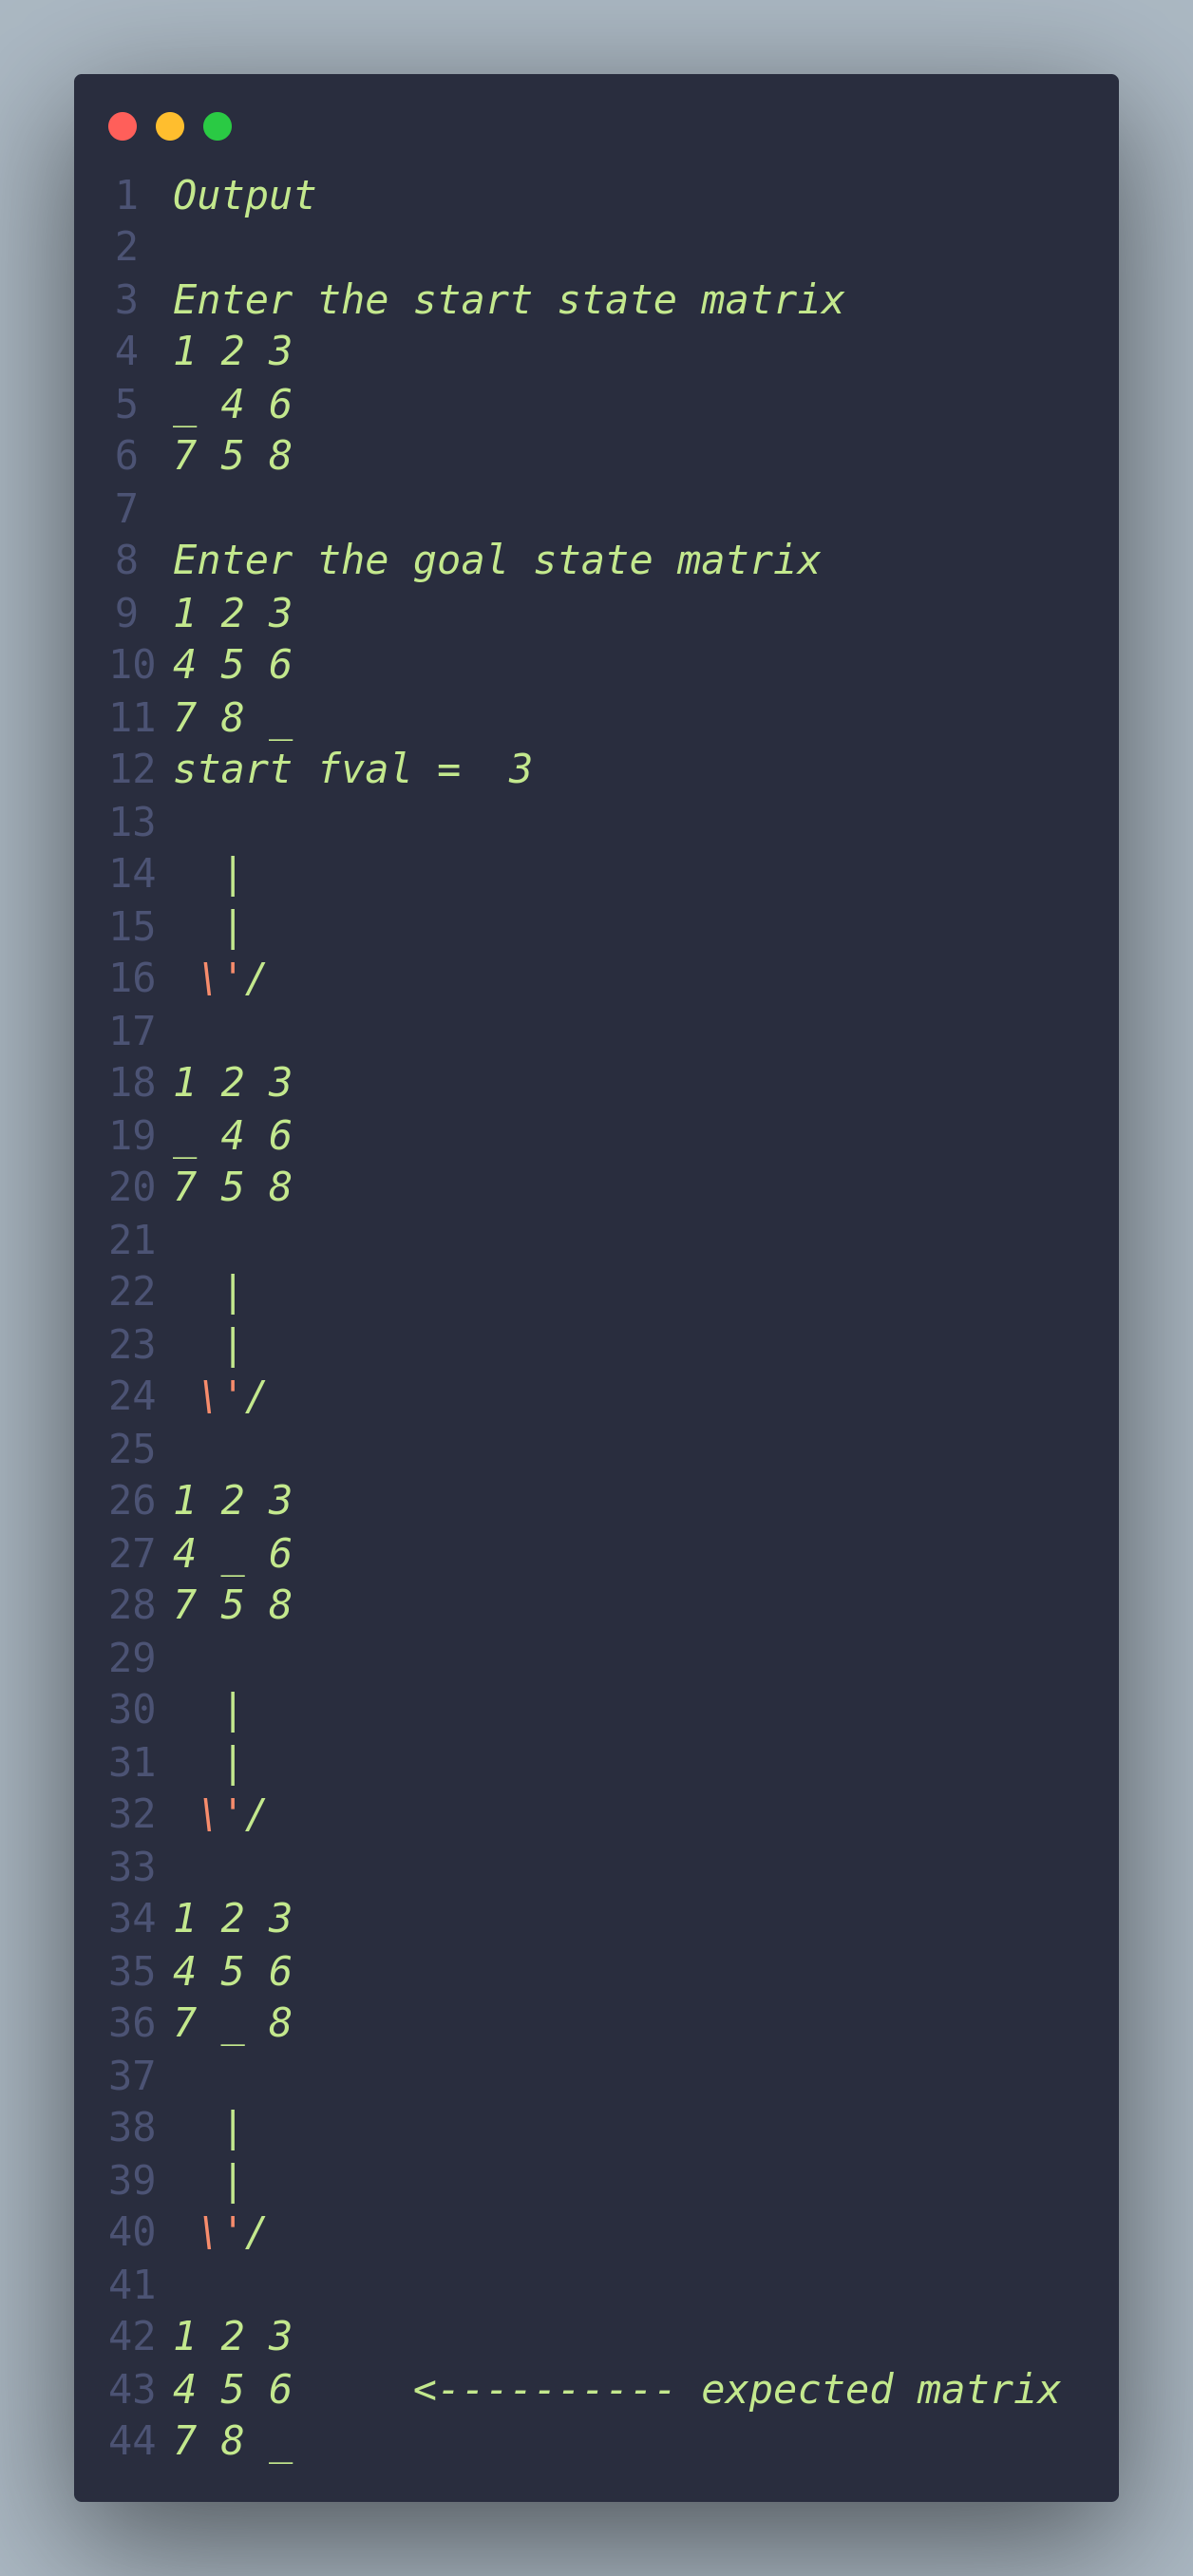 1 Output
2
3 Enter the start state matrix
4 1 2 3
5 _ 4 6
6 7 5 8
7
8 Enter the goal state matrix
9 1 2 3
10 4 5 6
11 7 8 _
12 start fval =  3
13
14   |
15   |
16  \'/
17
18 1 2 3
19 _ 4 6
20 7 5 8
21
22   |
23   |
24  \'/
25
26 1 2 3
27 4 _ 6
28 7 5 8
29
30   |
31   |
32  \'/
33
34 1 2 3
35 4 5 6
36 7 _ 8
37
38   |
39   |
40  \'/
41
42 1 2 3
43 4 5 6     <---------- expected matrix
44 7 8 _